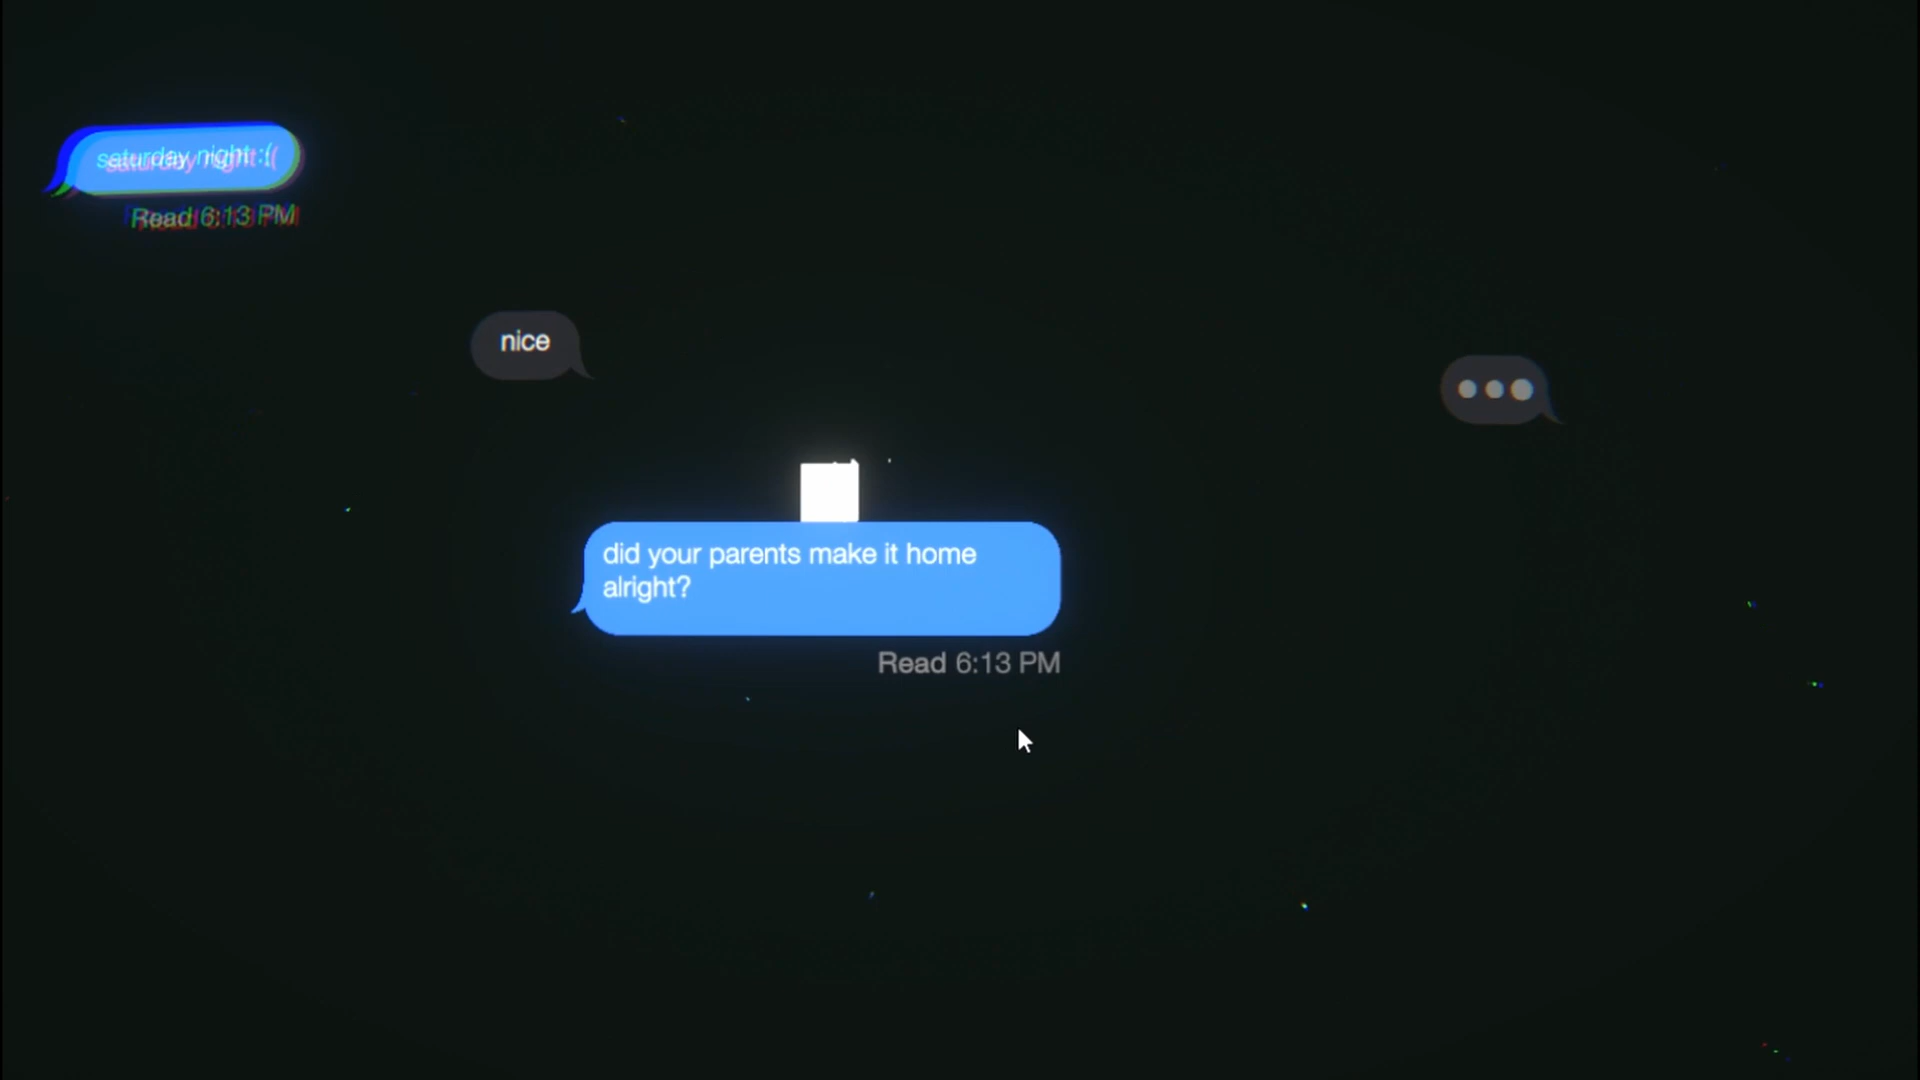 saturday night :(
Read 6:13 PM
nice
did your parents make it home
alright?
Read 6:13 PM